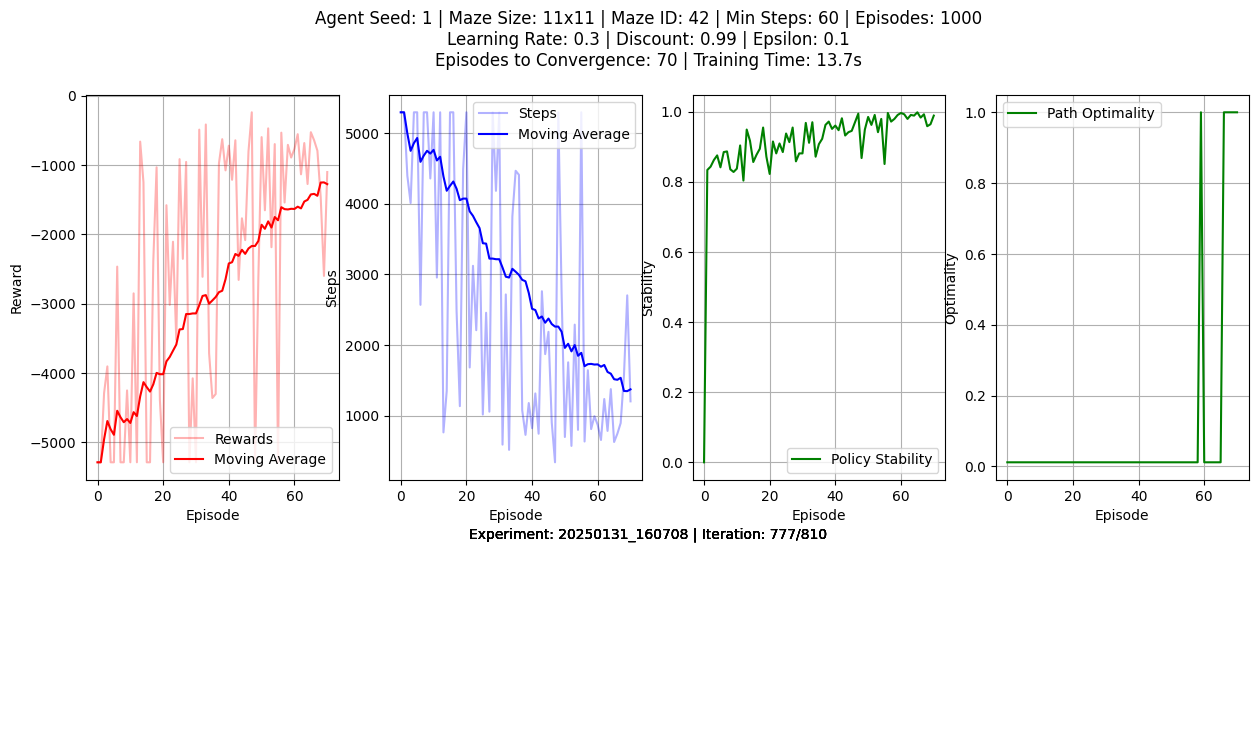 Agent Seed: 1 | Maze Size: 11x11 | Maze ID: 42 | Min Steps: 60 | Episodes: 1000
Learning Rate: 0.3 | Discount: 0.99 | Epsilon: 0.1
Episodes to Convergence: 70 | Training Time: 13.7s
0
−1000
−2000
−3000
−4000
−5000
Reward
Rewards
Moving Average
0
20
40
60
Episode
5000
4000
3000
2000
1000
Steps
Steps
Moving Average
0
20
40
60
Episode
1.0
0.8
0.6
0.4
0.2
0.0
Stability
Policy Stability
0
20
40
60
Episode
1.0
0.8
0.6
0.4
0.2
0.0
Optimality
Path Optimality
0
20
40
60
Episode
Experiment: 20250131_160708 | Iteration: 777/810